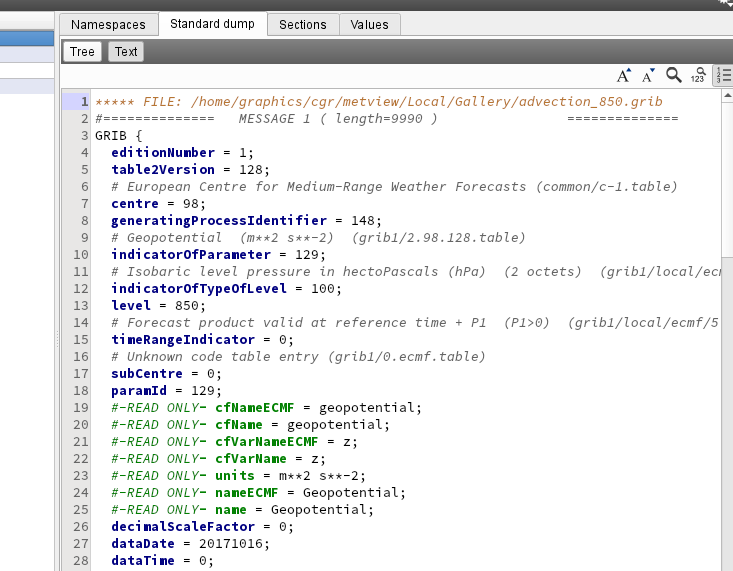 Namespaces Standard dump Sections Values
Tree Text
A A 123
1 ***** FILE: /home/graphics/cgr/metview/Local/Gallery/advection_850.grib
2 #============== MESSAGE 1 ( length=9990 ) ==============
3 GRIB {
4 editionNumber = 1;
5 table2Version = 128;
6 # European Centre for Medium-Range Weather Forecasts (common/c-1.table)
7 centre = 98;
8 generatingProcessIdentifier = 148;
9 # Geopotential (m**2 s**-2) (grib1/2.98.128.table)
10 indicatorOfParameter = 129;
11 # Isobaric level pressure in hectoPascals (hPa) (2 octets) (grib1/local/ecm
12 indicatorOfTypeOfLevel = 100;
13 level = 850;
14 # Forecast product valid at reference time + P1 (P1>0) (grib1/local/ecmf/5
15 timeRangeIndicator = 0;
16 # Unknown code table entry (grib1/0.ecmf.table)
17 subCentre = 0;
18 paramId = 129;
19 #-READ ONLY- cfNameECMF = geopotential;
20 #-READ ONLY- cfName = geopotential;
21 #-READ ONLY- cfVarNameECMF = z;
22 #-READ ONLY- cfVarName = z;
23 #-READ ONLY- units = m**2 s**-2;
24 #-READ ONLY- nameECMF = Geopotential;
25 #-READ ONLY- name = Geopotential;
26 decimalScaleFactor = 0;
27 dataDate = 20171016;
28 dataTime = 0;